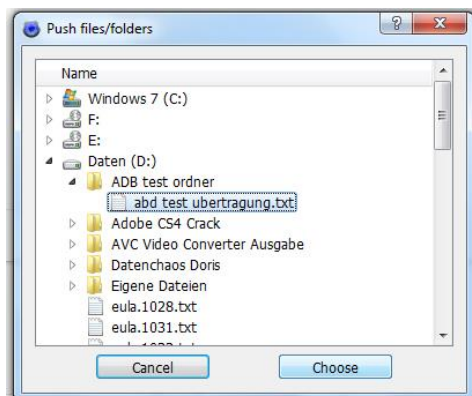 Push files/folders
Name
Windows 7 (C:)
F:
E:
Daten (D:)
ADB test ordner
abd test ubertragung.txt
Adobe CS4 Crack
AVC Video Converter Ausgabe
Datenchaos Doris
Eigene Dateien
eula.1028.txt
eula.1031.txt
Cancel
Choose